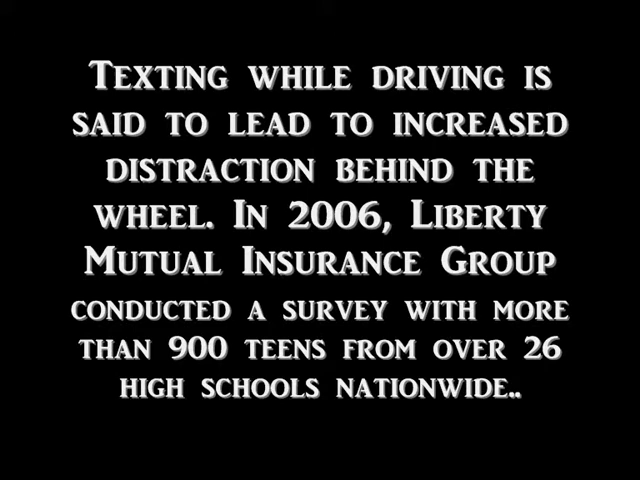 Texting while driving is
said to lead to increased
distraction behind the
wheel. In 2006, Liberty
Mutual Insurance Group
conducted a survey with more
than 900 teens from over 26
high schools nationwide..